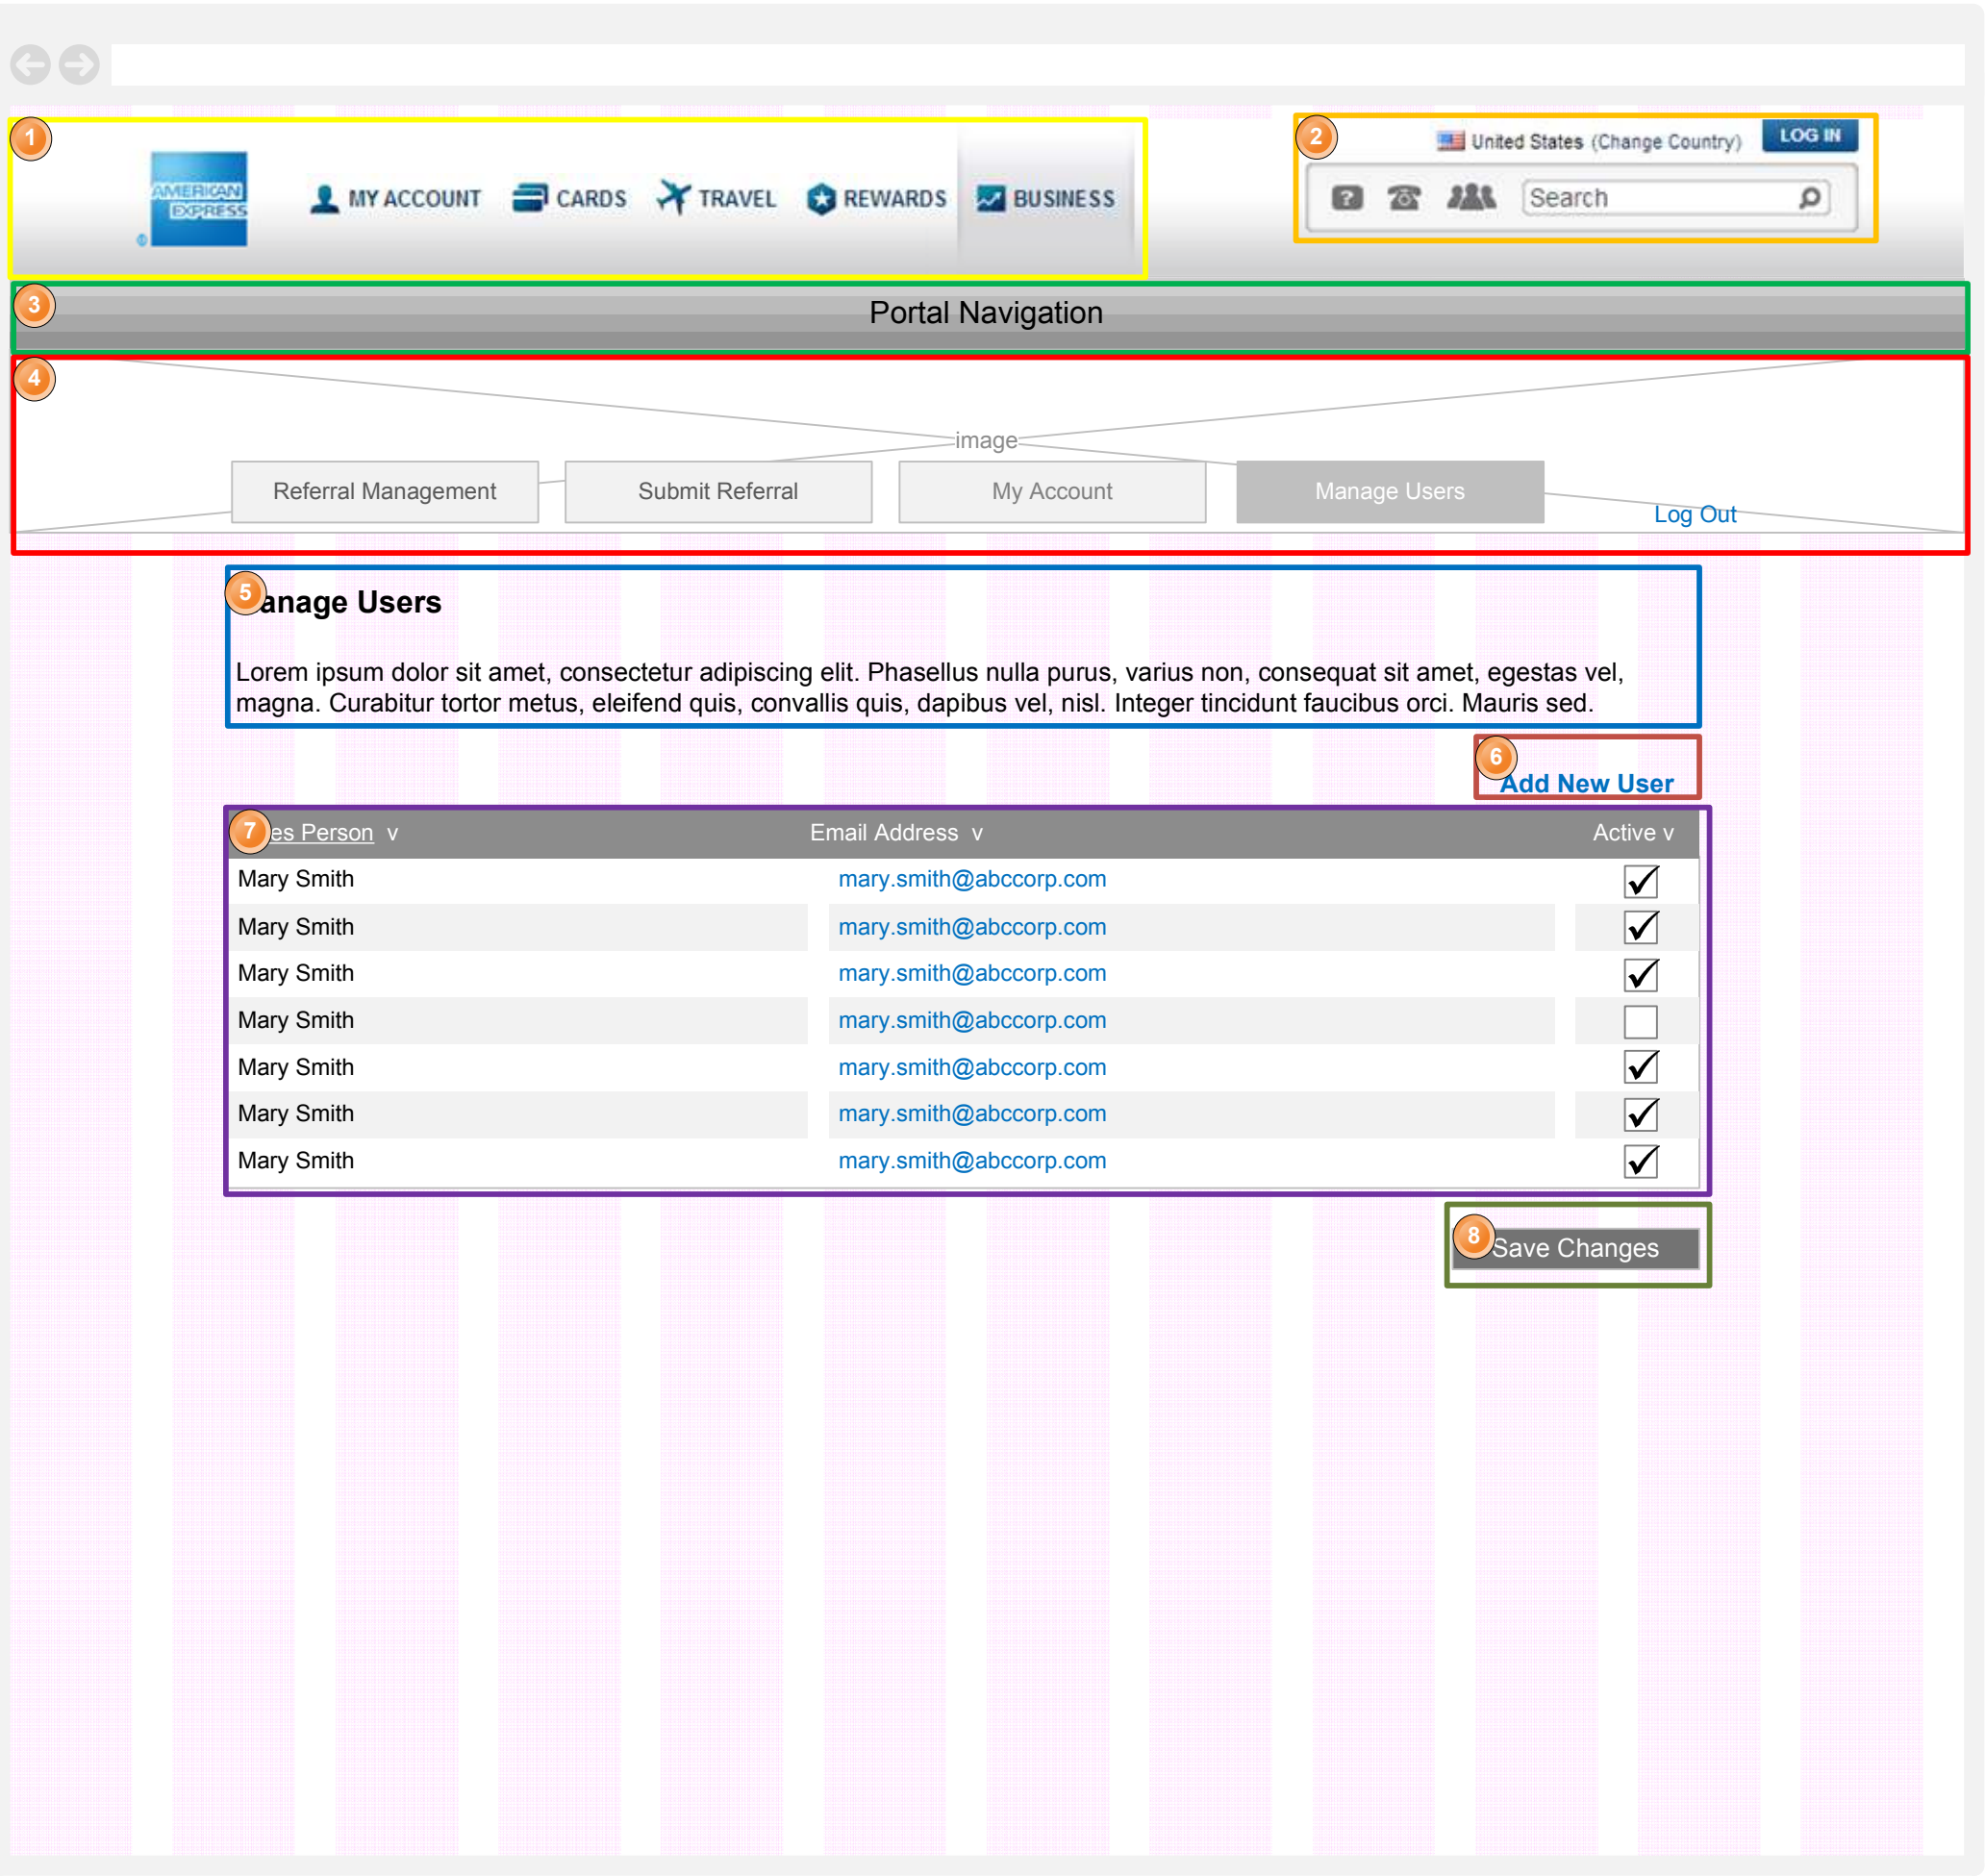 1
2
United States (Change Country)
LOG IN
AMERICAN
EXPRESS
®
MY ACCOUNT
CARDS
TRAVEL
REWARDS
BUSINESS
?
Search
3
Portal Navigation
4
image
Referral Management
Submit Referral
My Account
Manage Users
Log Out
5
anage Users
Lorem ipsum dolor sit amet, consectetur adipiscing elit. Phasellus nulla purus, varius non, consequat sit amet, egestas vel,
magna. Curabitur tortor metus, eleifend quis, convallis quis, dapibus vel, nisl. Integer tincidunt faucibus orci. Mauris sed.
6
Add New User
7
es Person v
Email Address v
Active v
Mary Smith
mary.smith@abccorp.com
Mary Smith
mary.smith@abccorp.com
Mary Smith
mary.smith@abccorp.com
Mary Smith
mary.smith@abccorp.com
Mary Smith
mary.smith@abccorp.com
Mary Smith
mary.smith@abccorp.com
Mary Smith
mary.smith@abccorp.com
8
Save Changes